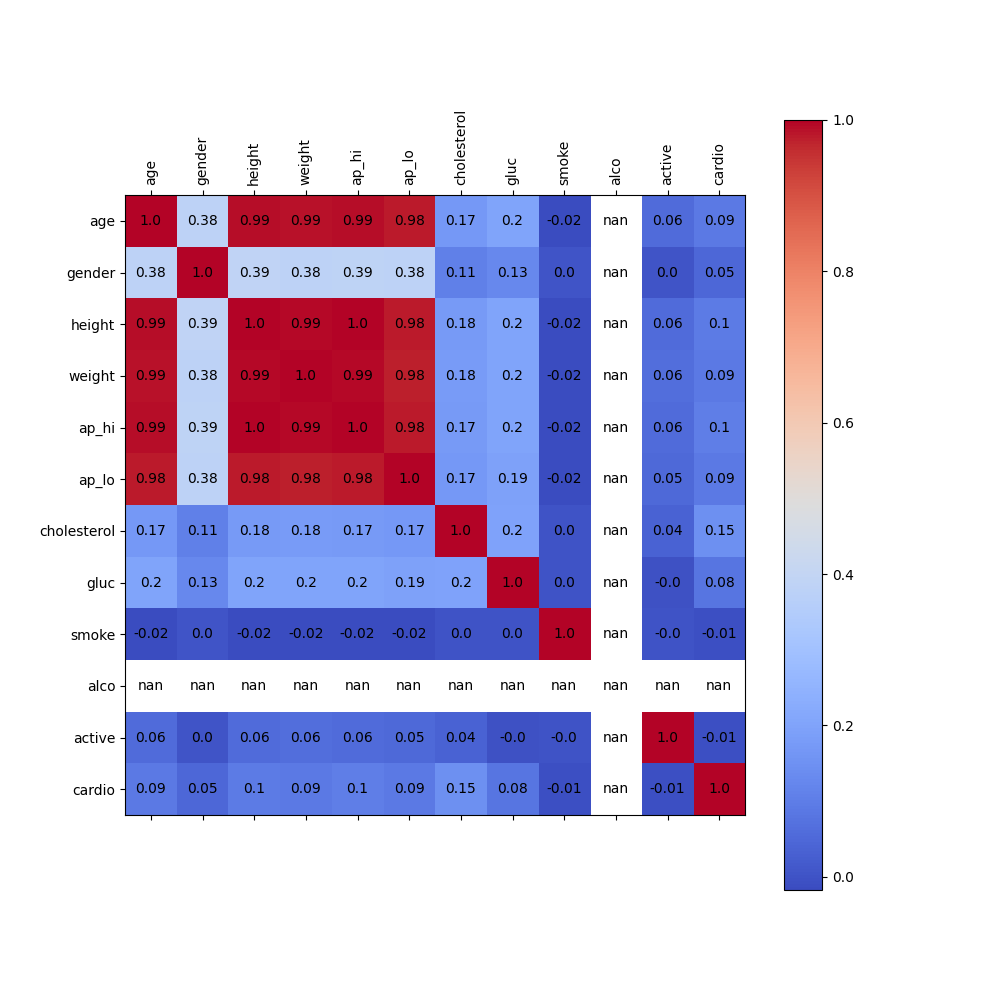 age gender height weight ap_hi ap_lo cholesterol gluc smoke alco active cardio
age 1.0 0.38 0.99 0.99 0.99 0.98 0.17 0.2 -0.02 nan 0.06 0.09
gender 0.38 1.0 0.39 0.38 0.39 0.38 0.11 0.13 0.0 nan 0.0 0.05
height 0.99 0.39 1.0 0.99 1.0 0.98 0.18 0.2 -0.02 nan 0.06 0.1
weight 0.99 0.38 0.99 1.0 0.99 0.98 0.18 0.2 -0.02 nan 0.06 0.09
ap_hi 0.99 0.39 1.0 0.99 1.0 0.98 0.17 0.2 -0.02 nan 0.06 0.1
ap_lo 0.98 0.38 0.98 0.98 0.98 1.0 0.17 0.19 -0.02 nan 0.05 0.09
cholesterol 0.17 0.11 0.18 0.18 0.17 0.17 1.0 0.2 0.0 nan 0.04 0.15
gluc 0.2 0.13 0.2 0.2 0.2 0.19 0.2 1.0 0.0 nan -0.0 0.08
smoke -0.02 0.0 -0.02 -0.02 -0.02 -0.02 0.0 0.0 1.0 nan -0.0 -0.01
alco nan nan nan nan nan nan nan nan nan nan nan nan
active 0.06 0.0 0.06 0.06 0.06 0.05 0.04 -0.0 -0.0 nan 1.0 -0.01
cardio 0.09 0.05 0.1 0.09 0.1 0.09 0.15 0.08 -0.01 nan -0.01 1.0
1.0
0.8
0.6
0.4
0.2
0.0